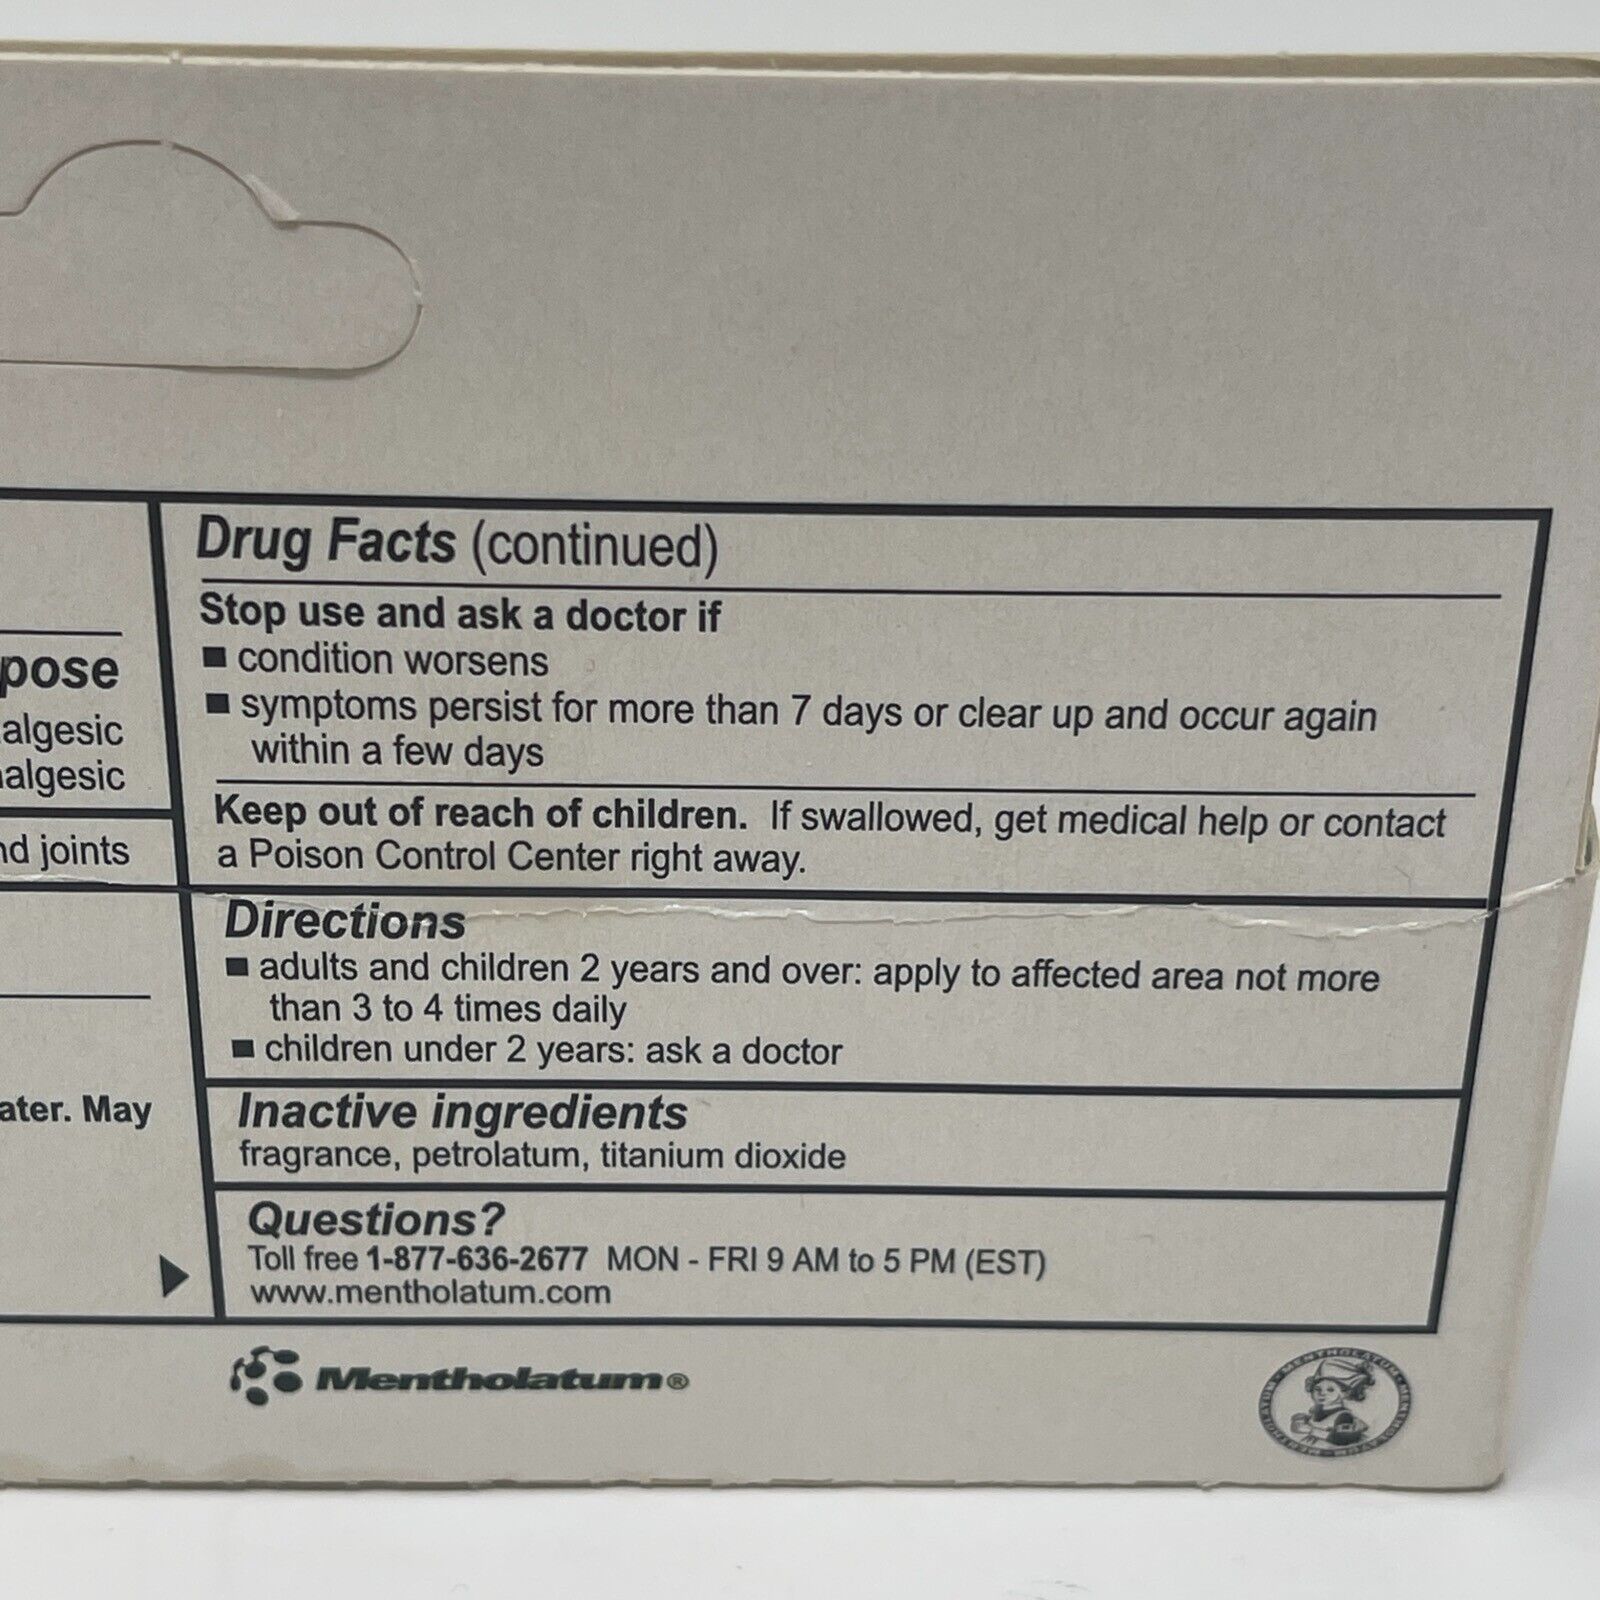 pose
algesic
algesic
nd joints
ater. May
Drug Facts (continued)
Stop use and ask a doctor if
■ condition worsens
■ symptoms persist for more than 7 days or clear up and occur again
within a few days
Keep out of reach of children. If swallowed, get medical help or contact
a Poison Control Center right away.
Directions
■ adults and children 2 years and over: apply to affected area not more
than 3 to 4 times daily
■ children under 2 years: ask a doctor
Inactive ingredients
fragrance, petrolatum, titanium dioxide
Questions?
Toll free 1-877-636-2677 MON - FRI 9 AM to 5 PM (EST)
www.mentholatum.com
Mentholatum®
MENTHOLATUM • MENTHOLATUM • MENTHOLATUM